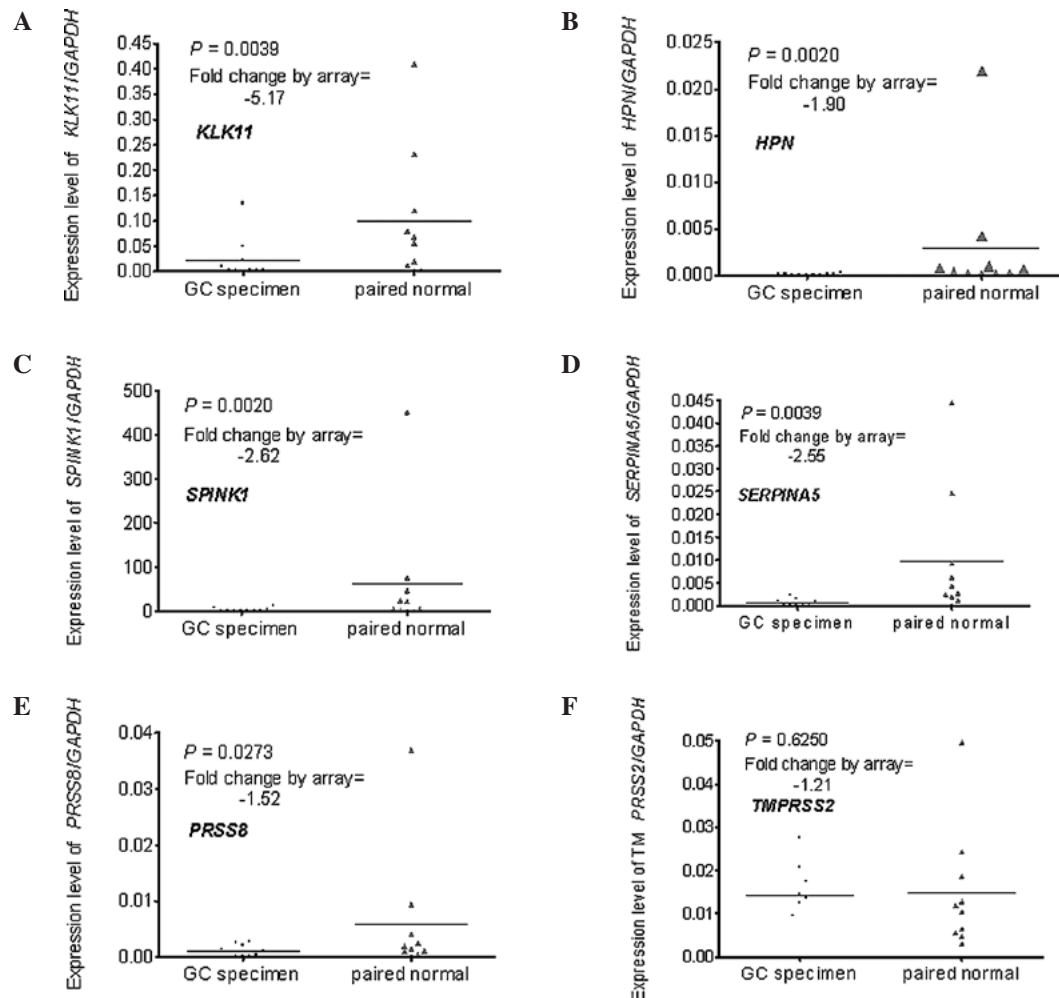 A
Expression level of KLK11/GAPDH
0.45
0.40
0.35
0.30
0.25
0.20
0.15
0.10
0.05
0.00
P = 0.0039
Fold change by array=
-5.17
KLK11
GC specimen
paired normal
B
Expression level of HPN/GAPDH
0.025
0.020
0.015
0.010
0.005
0.000
P = 0.0020
Fold change by array=
-1.90
HPN
GC specimen
paired normal
C
Expression level of SPINK1/GAPDH
500
400
300
200
100
0
P = 0.0020
Fold change by array=
-2.62
SPINK1
GC specimen
paired normal
D
Expression level of SERPINA5/GAPDH
0.045
0.040
0.035
0.030
0.025
0.020
0.015
0.010
0.005
0.000
P = 0.0039
Fold change by array=
-2.55
SERPINA5
GC specimen
paired normal
E
Expression level of PRSS8/GAPDH
0.04
0.03
0.02
0.01
0.00
P = 0.0273
Fold change by array=
-1.52
PRSS8
GC specimen
paired normal
F
Expression level of TM PRSS2/GAPDH
0.05
0.04
0.03
0.02
0.01
0.00
P = 0.6250
Fold change by array=
-1.21
TMPRSS2
GC specimen
paired normal